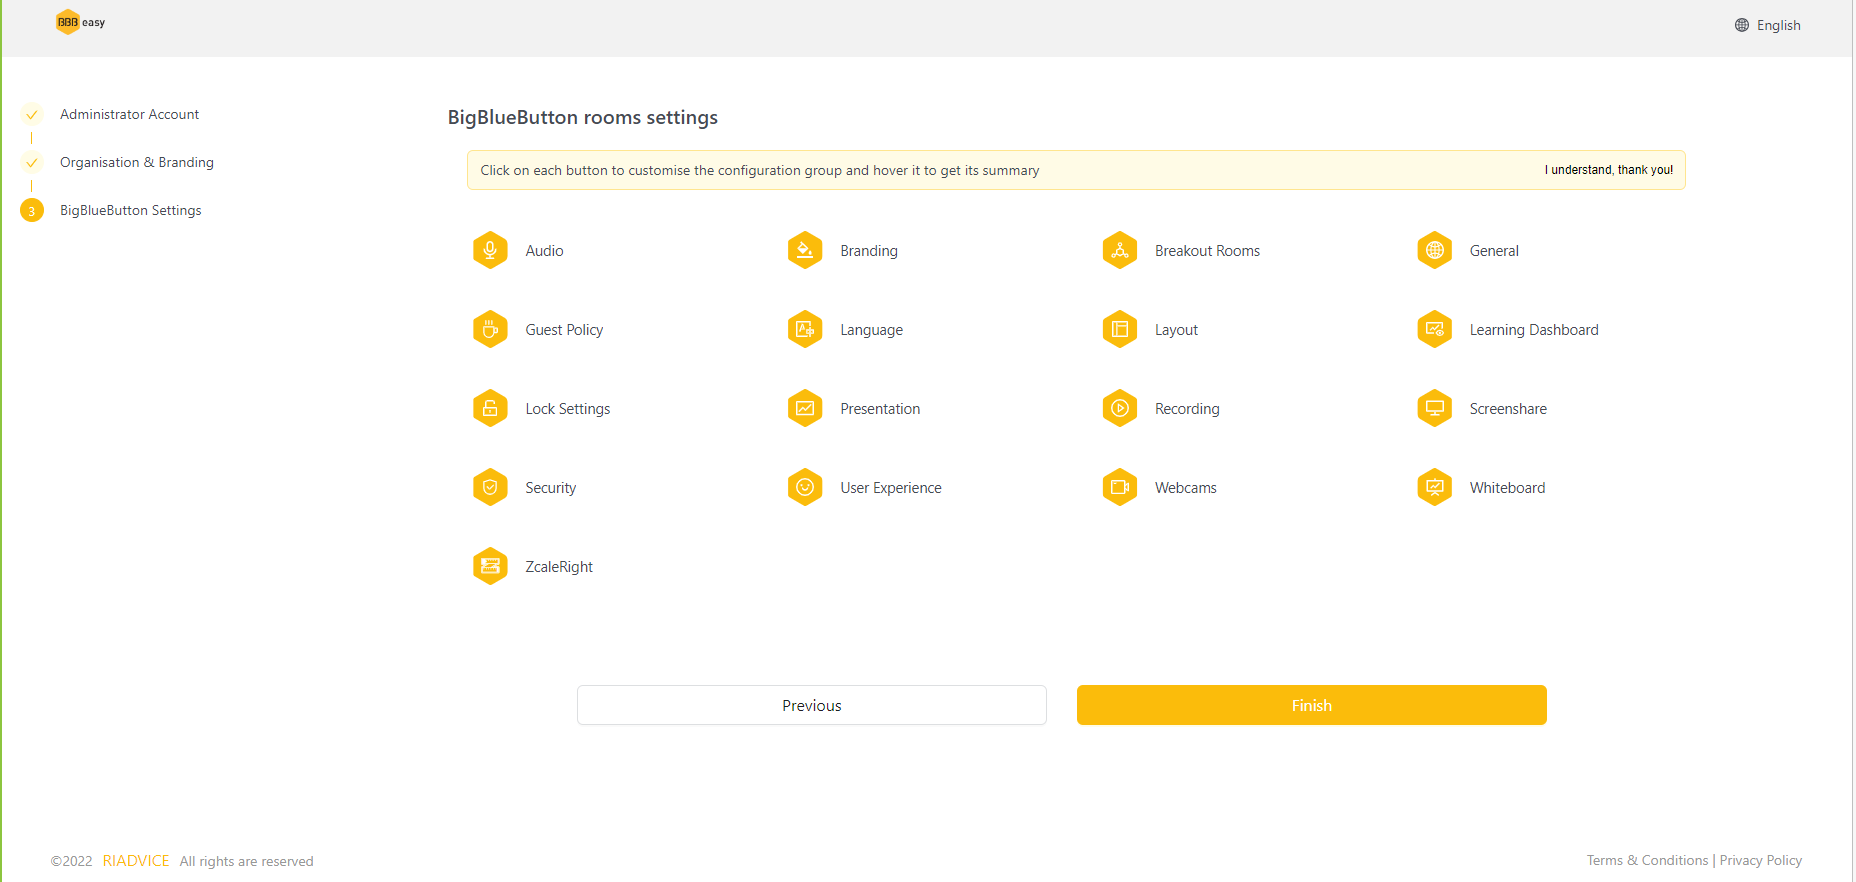 BBB easy
English
Administrator Account
Organisation & Branding
3 BigBlueButton Settings
BigBlueButton rooms settings
Click on each button to customise the configuration group and hover it to get its summary I understand, thank you!
Audio Branding Breakout Rooms General
Guest Policy Language Layout Learning Dashboard
Lock Settings Presentation Recording Screenshare
Security User Experience Webcams Whiteboard
ZcaleRight
Previous Finish
©2022 RIADVICE All rights are reserved Terms & Conditions | Privacy Policy